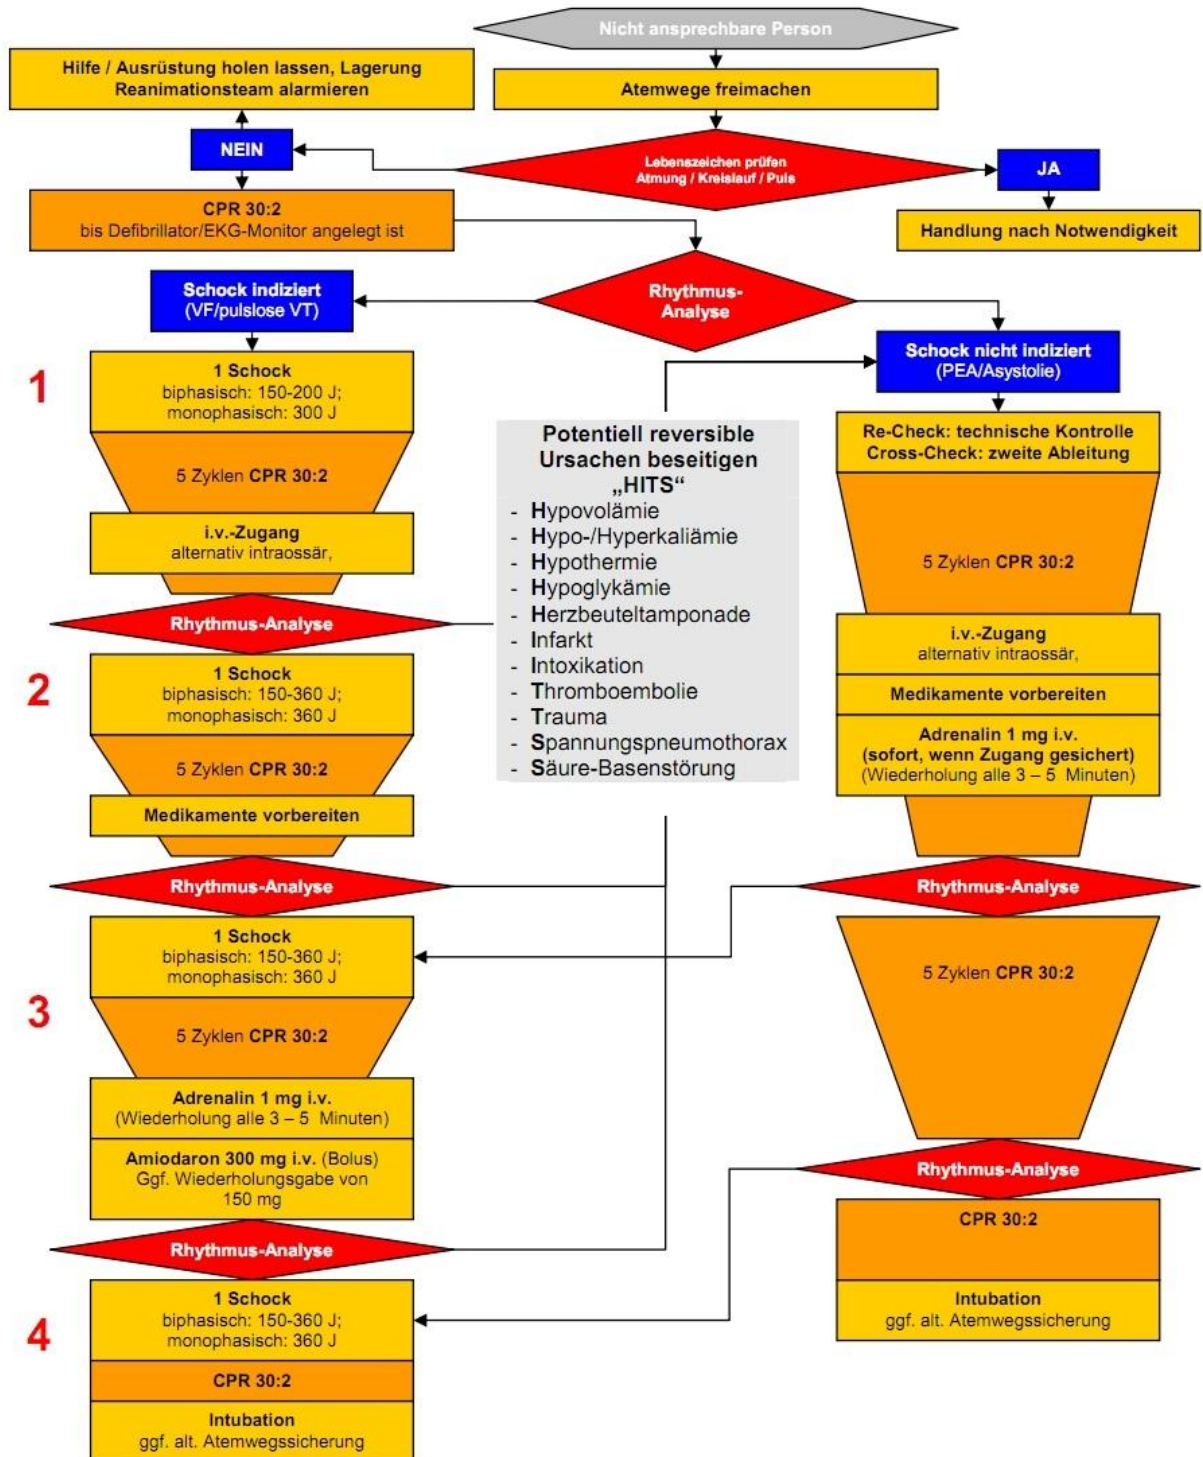 Nicht ansprechbare Person
Hilfe / Ausrüstung holen lassen, Lagerung
Reanimationsteam alarmieren
Atemwege freimachen
NEIN
Lebenszeichen prüfen
Atmung / Kreislauf / Puls
JA
CPR 30:2
bis Defibrillator/EKG-Monitor angelegt ist
Handlung nach Notwendigkeit
Schock indiziert
(VF/pulslose VT)
Rhythmus-
Analyse
Schock nicht indiziert
(PEA/Asystolie)
1
1 Schock
biphasisch: 150-200 J;
monophasisch: 300 J
5 Zyklen CPR 30:2
i.v.-Zugang
alternativ intraossär,
Rhythmus-Analyse
2
1 Schock
biphasisch: 150-360 J;
monophasisch: 360 J
5 Zyklen CPR 30:2
Medikamente vorbereiten
Rhythmus-Analyse
3
1 Schock
biphasisch: 150-360 J;
monophasisch: 360 J
5 Zyklen CPR 30:2
Adrenalin 1 mg i.v.
(Wiederholung alle 3 – 5 Minuten)
Amiodaron 300 mg i.v. (Bolus)
Ggf. Wiederholungsgabe von
150 mg
Rhythmus-Analyse
4
1 Schock
biphasisch: 150-360 J;
monophasisch: 360 J
CPR 30:2
Intubation
ggf. alt. Atemwegssicherung
Potentiell reversible
Ursachen beseitigen
„HITS“
- Hypovolämie
- Hypo-/Hyperkaliämie
- Hypothermie
- Hypoglykämie
- Herzbeuteltamponade
- Infarkt
- Intoxikation
- Thromboembolie
- Trauma
- Spannungspneumothorax
- Säure-Basenstörung
Re-Check: technische Kontrolle
Cross-Check: zweite Ableitung
5 Zyklen CPR 30:2
i.v.-Zugang
alternativ intraossär,
Medikamente vorbereiten
Adrenalin 1 mg i.v.
(sofort, wenn Zugang gesichert)
(Wiederholung alle 3 – 5 Minuten)
Rhythmus-Analyse
5 Zyklen CPR 30:2
Rhythmus-Analyse
CPR 30:2
Intubation
ggf. alt. Atemwegssicherung